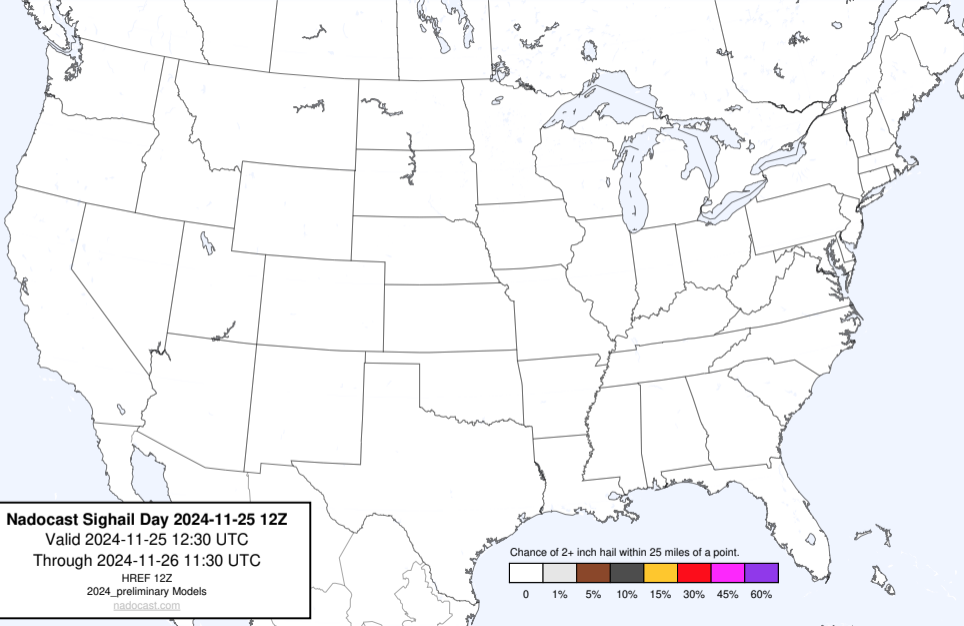 Nadocast Sighail Day 2024-11-25 12Z
Valid 2024-11-25 12:30 UTC
Through 2024-11-26 11:30 UTC
HREF 12Z
2024_preliminary Models
nadocast.com
Chance of 2+ inch hail within 25 miles of a point.
0 1% 5% 10% 15% 30% 45% 60%